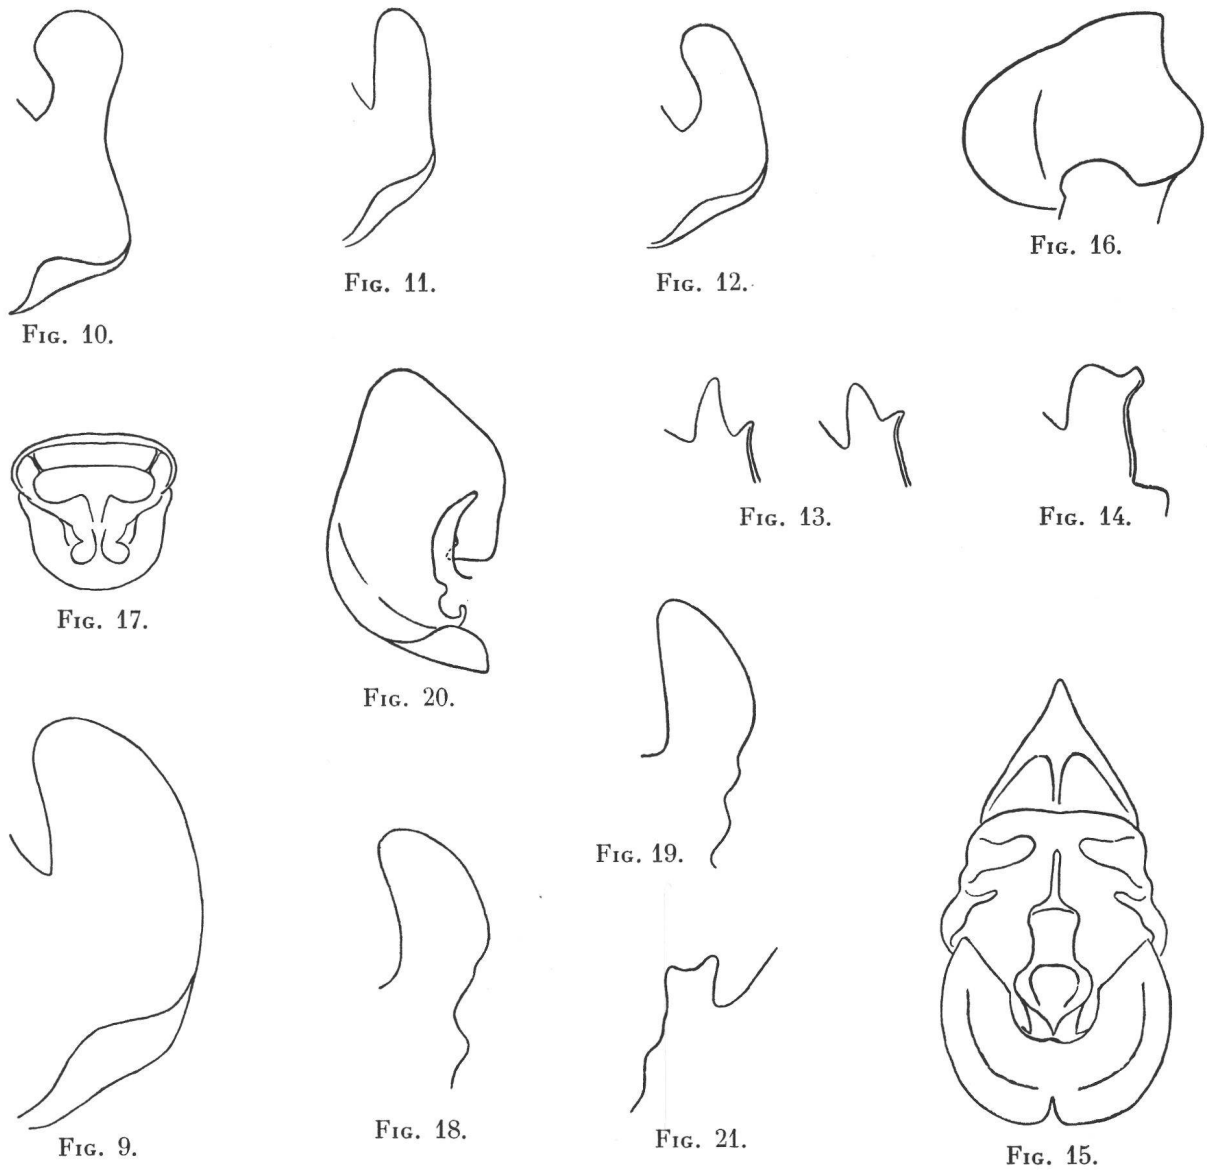 Fig. 16.
Fig. 11.
Fig. 12.
Fig. 10.
Fig. 13.
Fig. 14.
Fig. 17.
Fig. 20.
Fig. 19.
Fig. 18.
Fig. 21.
Fig. 9.
Fig. 15.